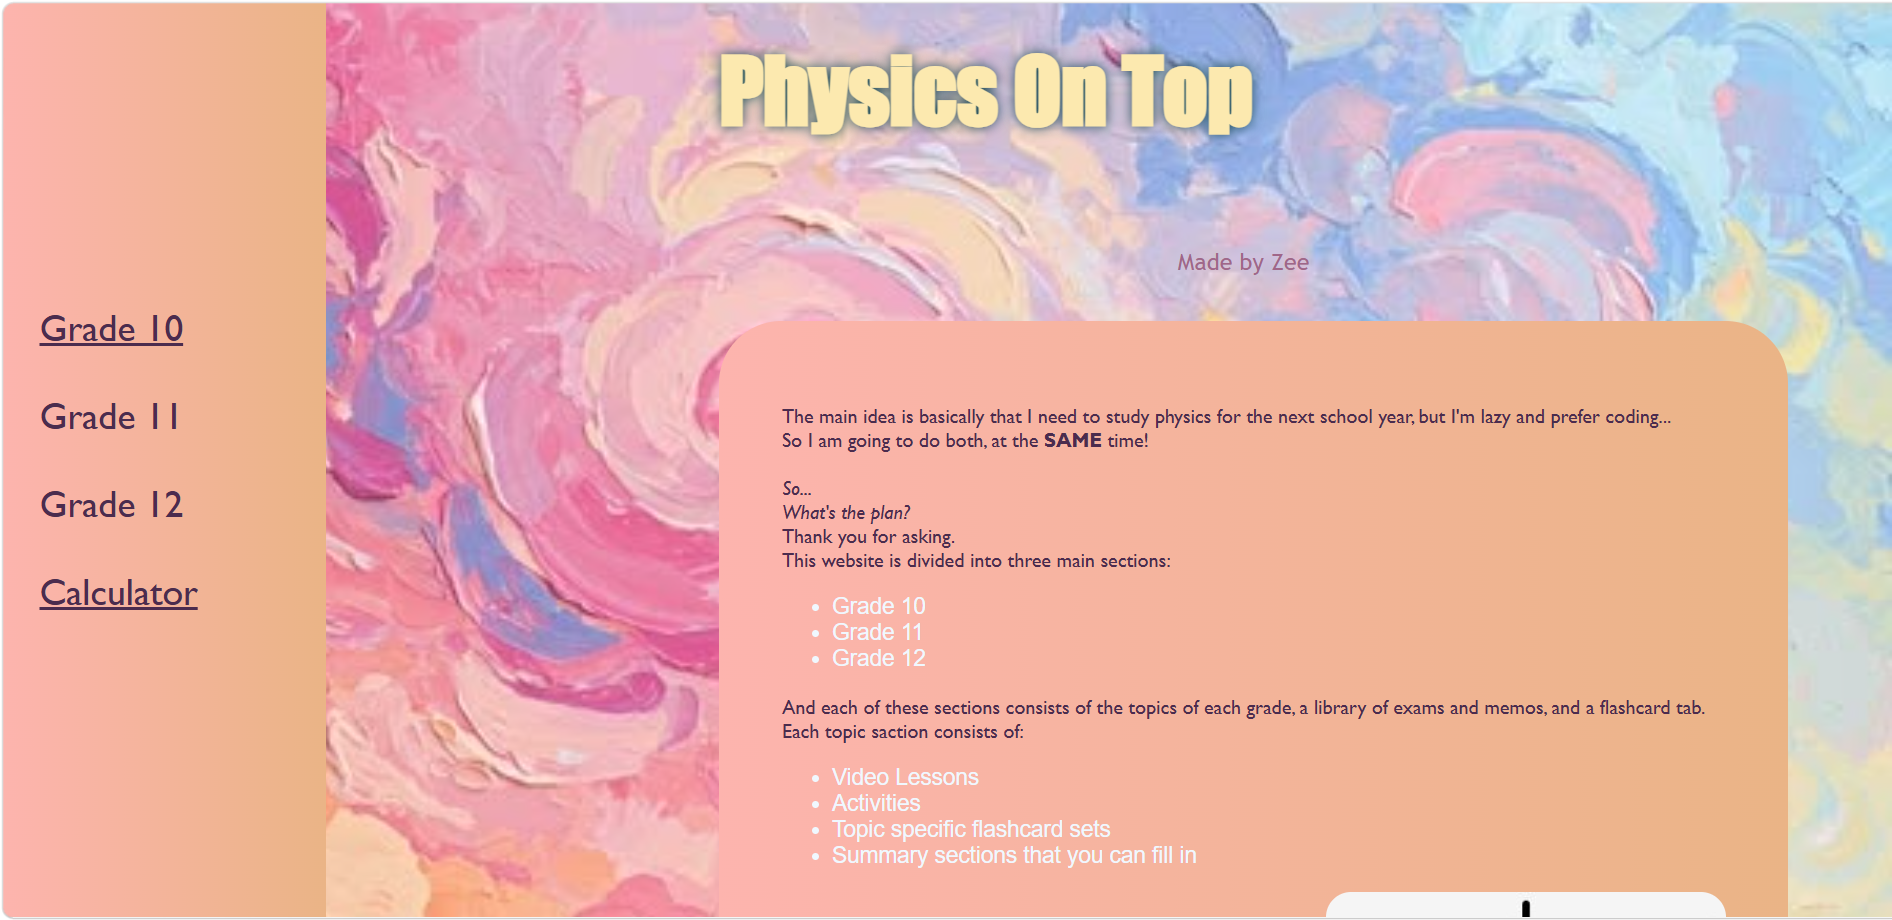 Physics On Top
Made by Zee
Grade 10
Grade 11
Grade 12
Calculator
The main idea is basically that I need to study physics for the next school year, but I'm lazy and prefer coding...
So I am going to do both, at the SAME time!
So...
What's the plan?
Thank you for asking.
This website is divided into three main sections:
• Grade 10
• Grade 11
• Grade 12
And each of these sections consists of the topics of each grade, a library of exams and memos, and a flashcard tab.
Each topic saction consists of:
• Video Lessons
• Activities
• Topic specific flashcard sets
• Summary sections that you can fill in